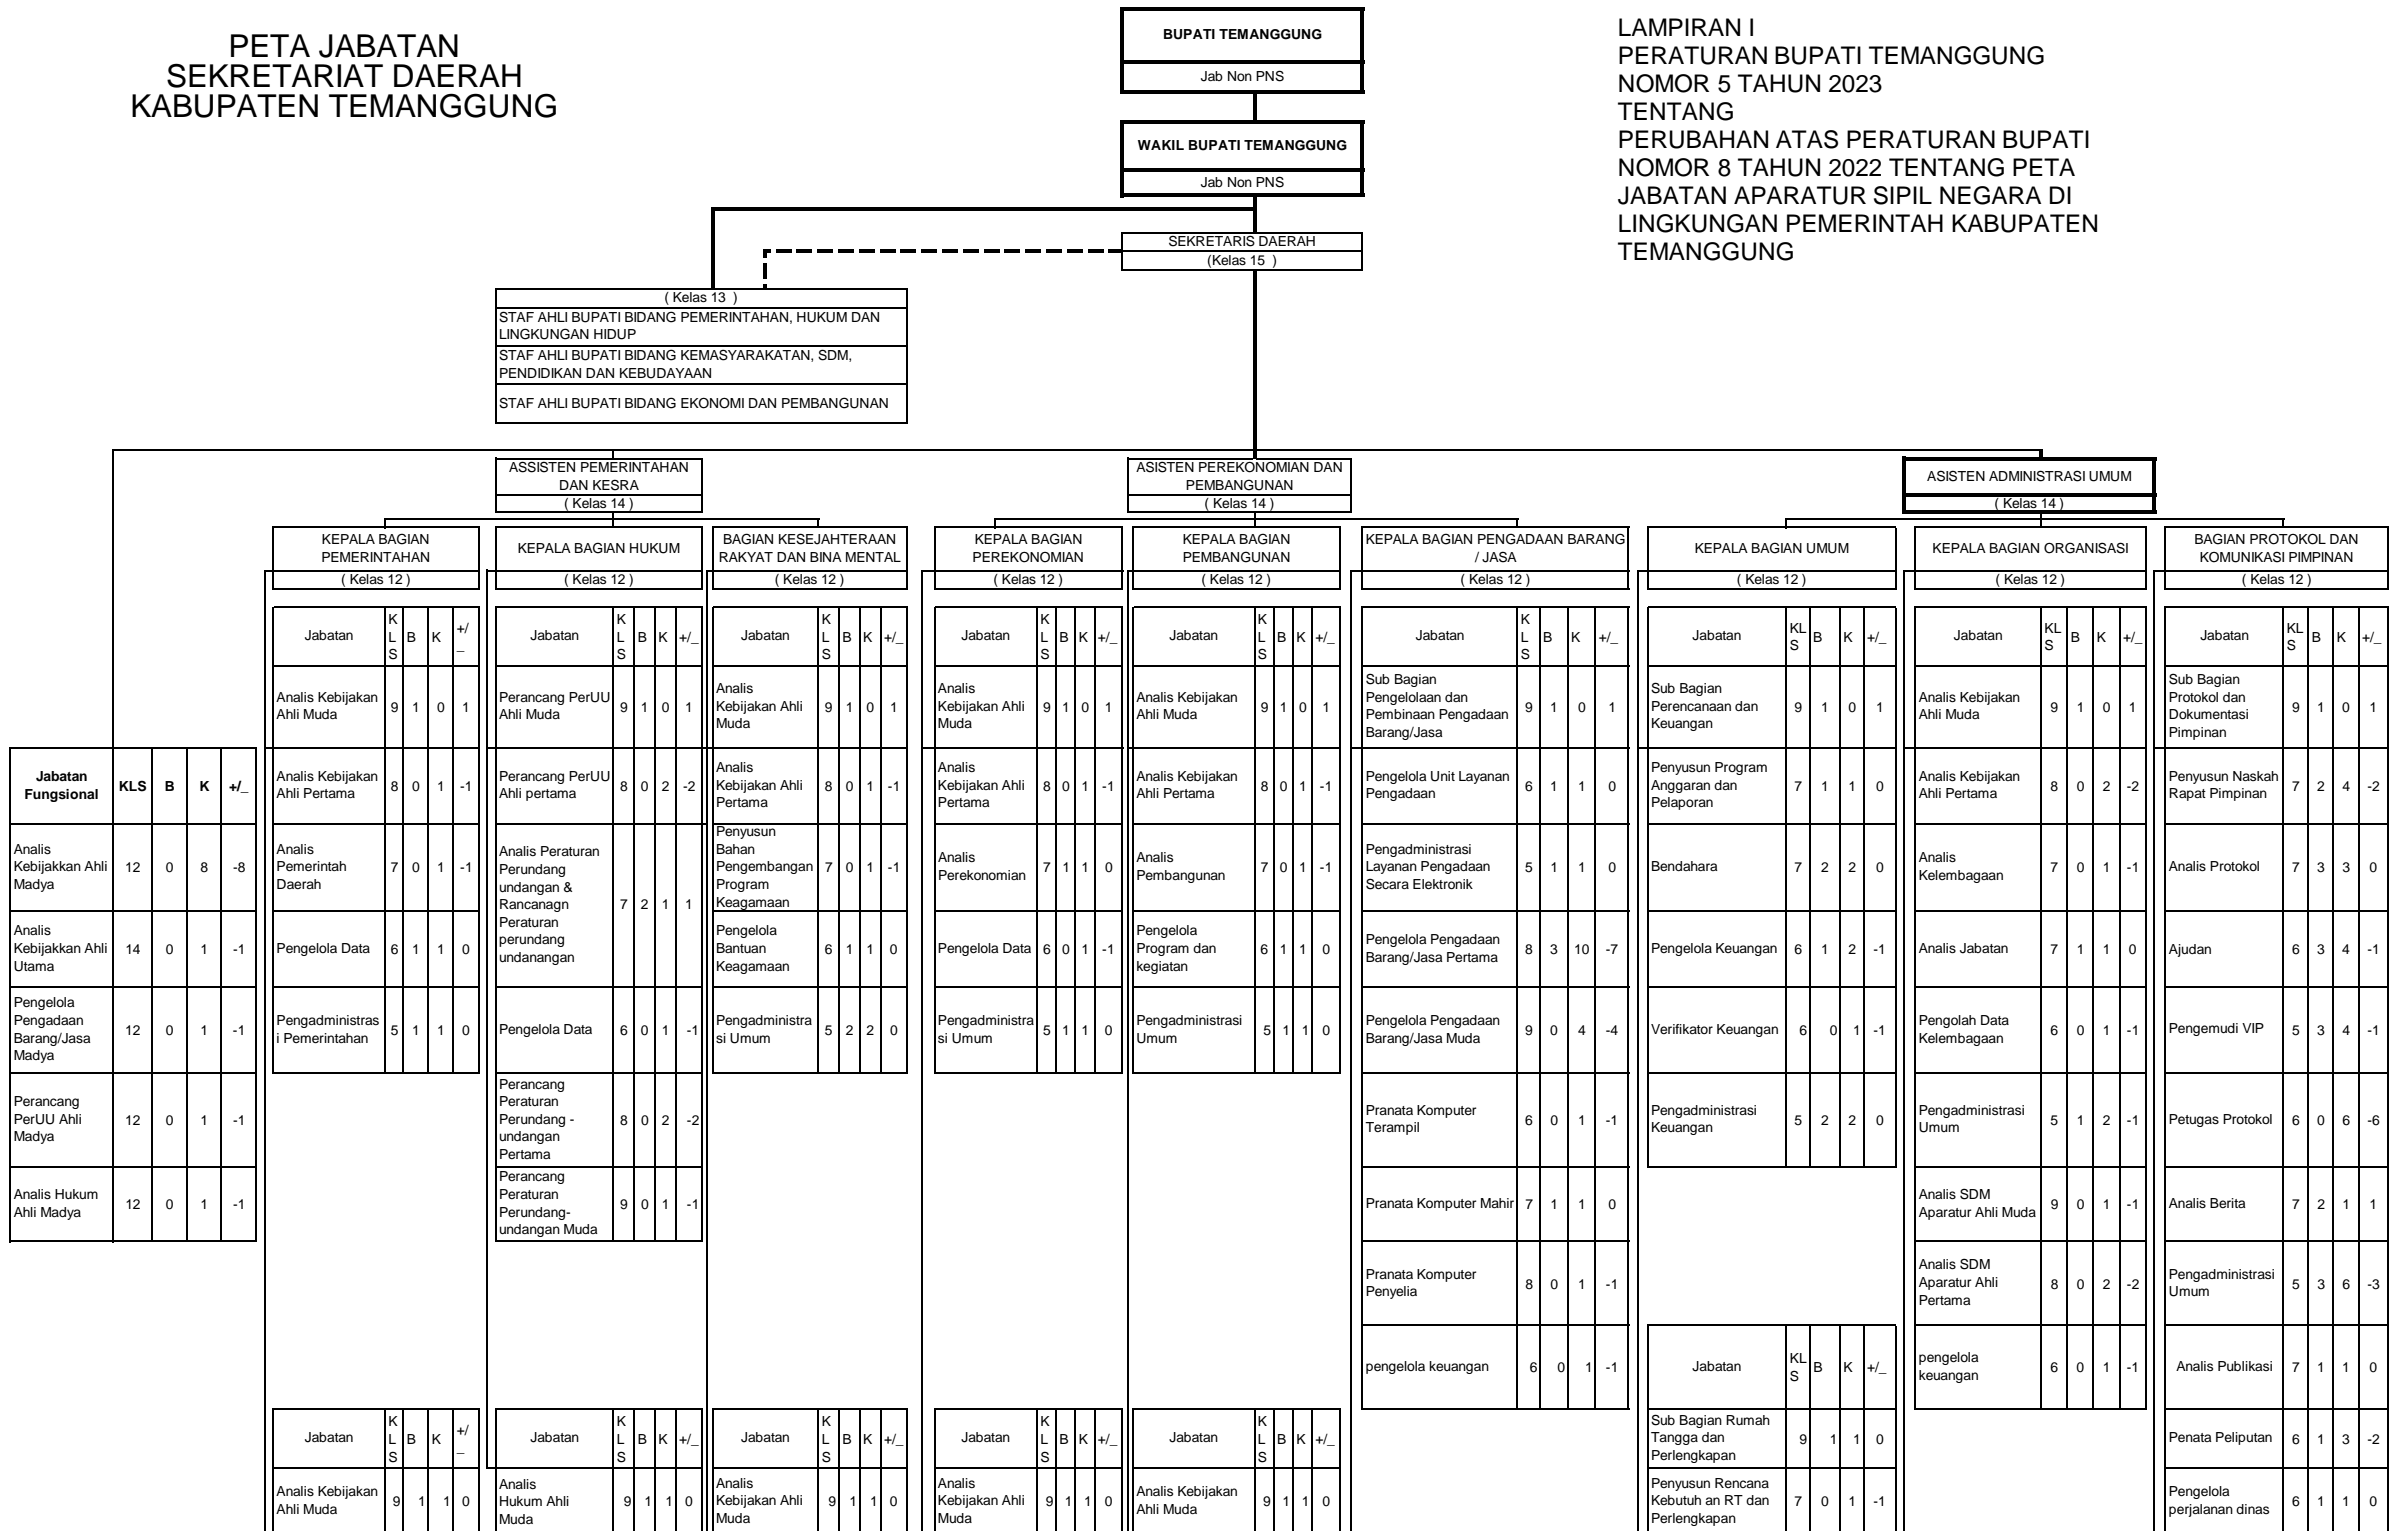 PETA JABATAN
SEKRETARIAT DAERAH
KABUPATEN TEMANGGUNG
BUPATI TEMANGGUNG
Jab Non PNS
WAKIL BUPATI TEMANGGUNG
Jab Non PNS
SEKRETARIS DAERAH
(Kelas 15 )
LAMPIRAN I
PERATURAN BUPATI TEMANGGUNG
NOMOR 5 TAHUN 2023
TENTANG
PERUBAHAN ATAS PERATURAN BUPATI
NOMOR 8 TAHUN 2022 TENTANG PETA
JABATAN APARATUR SIPIL NEGARA DI
LINGKUNGAN PEMERINTAH KABUPATEN
TEMANGGUNG
( Kelas 13 )
STAF AHLI BUPATI BIDANG PEMERINTAHAN, HUKUM DAN
LINGKUNGAN HIDUP
STAF AHLI BUPATI BIDANG KEMASYARAKATAN, SDM,
PENDIDIKAN DAN KEBUDAYAAN
STAF AHLI BUPATI BIDANG EKONOMI DAN PEMBANGUNAN
ASSISTEN PEMERINTAHAN
DAN KESRA
( Kelas 14 )
ASISTEN PEREKONOMIAN DAN
PEMBANGUNAN
( Kelas 14 )
ASISTEN ADMINISTRASI UMUM
( Kelas 14 )
Jabatan
Fungsional
KLS B K +/_
Analis
Kebijakkan Ahli
Madya
12 0 8 -8
Analis
Kebijakkan Ahli
Utama
14 0 1 -1
Pengelola
Pengadaan
Barang/Jasa
Madya
12 0 1 -1
Perancang
PerUU Ahli
Madya
12 0 1 -1
Analis Hukum
Ahli Madya
12 0 1 -1
KEPALA BAGIAN
PEMERINTAHAN
( Kelas 12 )
Jabatan
K
L
S
B K
+/
_
Analis Kebijakan
Ahli Muda
9 1 0 1
Analis Kebijakan
Ahli Pertama
8 0 1 -1
Analis
Pemerintah
Daerah
7 0 1 -1
Pengelola Data 6 1 1 0
Pengadministras
i Pemerintahan
5 1 1 0
Jabatan
K
L
S
B K
+/
_
Analis Kebijakan
Ahli Muda
9 1 1 0
KEPALA BAGIAN HUKUM
( Kelas 12 )
Jabatan
K
L
S
B K +/_
Perancang PerUU
Ahli Muda
9 1 0 1
Perancang PerUU
Ahli pertama
8 0 2 -2
Analis Peraturan
Perundang
undangan &
Rancanagn
Peraturan
perundang
undanangan
7 2 1 1
Pengelola Data 6 0 1 -1
Perancang
Peraturan
Perundang -
undangan
Pertama
8 0 2 -2
Perancang
Peraturan
Perundang-
undangan Muda
9 0 1 -1
Jabatan
K
L
S
B K +/_
Analis
Hukum Ahli
Muda
9 1 1 0
BAGIAN KESEJAHTERAAN
RAKYAT DAN BINA MENTAL
( Kelas 12 )
Jabatan
K
L
S
B K +/_
Analis
Kebijakan Ahli
Muda
9 1 0 1
Analis
Kebijakan Ahli
Pertama
8 0 1 -1
Penyusun
Bahan
Pengembangan
Program
Keagamaan
7 0 1 -1
Pengelola
Bantuan
Keagamaan
6 1 1 0
Pengadministra
si Umum
5 2 2 0
Jabatan
K
L
S
B K +/_
Analis
Kebijakan Ahli
Muda
9 1 1 0
KEPALA BAGIAN
PEREKONOMIAN
( Kelas 12 )
Jabatan
K
L
S
B K +/_
Analis
Kebijakan Ahli
Muda
9 1 0 1
Analis
Kebijakan Ahli
Pertama
8 0 1 -1
Analis
Perekonomian
7 1 1 0
Pengelola Data 6 0 1 -1
Pengadministra
si Umum
5 1 1 0
Jabatan
K
L
S
B K +/_
Analis
Kebijakan Ahli
Muda
9 1 1 0
KEPALA BAGIAN
PEMBANGUNAN
( Kelas 12 )
Jabatan
K
L
S
B K +/_
Analis Kebijakan
Ahli Muda
9 1 0 1
Analis Kebijakan
Ahli Pertama
8 0 1 -1
Analis
Pembangunan
7 0 1 -1
Pengelola
Program dan
kegiatan
6 1 1 0
Pengadministrasi
Umum
5 1 1 0
Jabatan
K
L
S
B K +/_
Analis Kebijakan
Ahli Muda
9 1 1 0
KEPALA BAGIAN PENGADAAN BARANG
/ JASA
( Kelas 12 )
Jabatan
K
L
S
B K +/_
Sub Bagian
Pengelolaan dan
Pembinaan Pengadaan
Barang/Jasa
9 1 0 1
Pengelola Unit Layanan
Pengadaan
6 1 1 0
Pengadministrasi
Layanan Pengadaan
Secara Elektronik
5 1 1 0
Pengelola Pengadaan
Barang/Jasa Pertama
8 3 10 -7
Pengelola Pengadaan
Barang/Jasa Muda
9 0 4 -4
Pranata Komputer
Terampil
6 0 1 -1
Pranata Komputer Mahir 7 1 1 0
Pranata Komputer
Penyelia
8 0 1 -1
pengelola keuangan 6 0 1 -1
KEPALA BAGIAN UMUM
( Kelas 12 )
Jabatan
KL
S
B K +/_
Sub Bagian
Perencanaan dan
Keuangan
9 1 0 1
Penyusun Program
Anggaran dan
Pelaporan
7 1 1 0
Bendahara 7 2 2 0
Pengelola Keuangan 6 1 2 -1
Verifikator Keuangan 6 0 1 -1
Pengadministrasi
Keuangan
5 2 2 0
Jabatan
KL
S
B K +/_
Sub Bagian Rumah
Tangga dan
Perlengkapan
9 1 1 0
Penyusun Rencana
Kebutuh an RT dan
Perlengkapan
7 0 1 -1
KEPALA BAGIAN ORGANISASI
( Kelas 12 )
Jabatan
KL
S
B K +/_
Analis Kebijakan
Ahli Muda
9 1 0 1
Analis Kebijakan
Ahli Pertama
8 0 2 -2
Analis
Kelembagaan
7 0 1 -1
Analis Jabatan 7 1 1 0
Pengolah Data
Kelembagaan
6 0 1 -1
Pengadministrasi
Umum
5 1 2 -1
Analis SDM
Aparatur Ahli Muda
9 0 1 -1
Analis SDM
Aparatur Ahli
Pertama
8 0 2 -2
pengelola
keuangan
6 0 1 -1
BAGIAN PROTOKOL DAN
KOMUNIKASI PIMPINAN
( Kelas 12 )
Jabatan
KL
S
B K +/_
Sub Bagian
Protokol dan
Dokumentasi
Pimpinan
9 1 0 1
Penyusun Naskah
Rapat Pimpinan
7 2 4 -2
Analis Protokol 7 3 3 0
Ajudan 6 3 4 -1
Pengemudi VIP 5 3 4 -1
Petugas Protokol 6 0 6 -6
Analis Berita 7 2 1 1
Pengadministrasi
Umum
5 3 6 -3
Analis Publikasi 7 1 1 0
Penata Peliputan 6 1 3 -2
Pengelola
perjalanan dinas
6 1 1 0